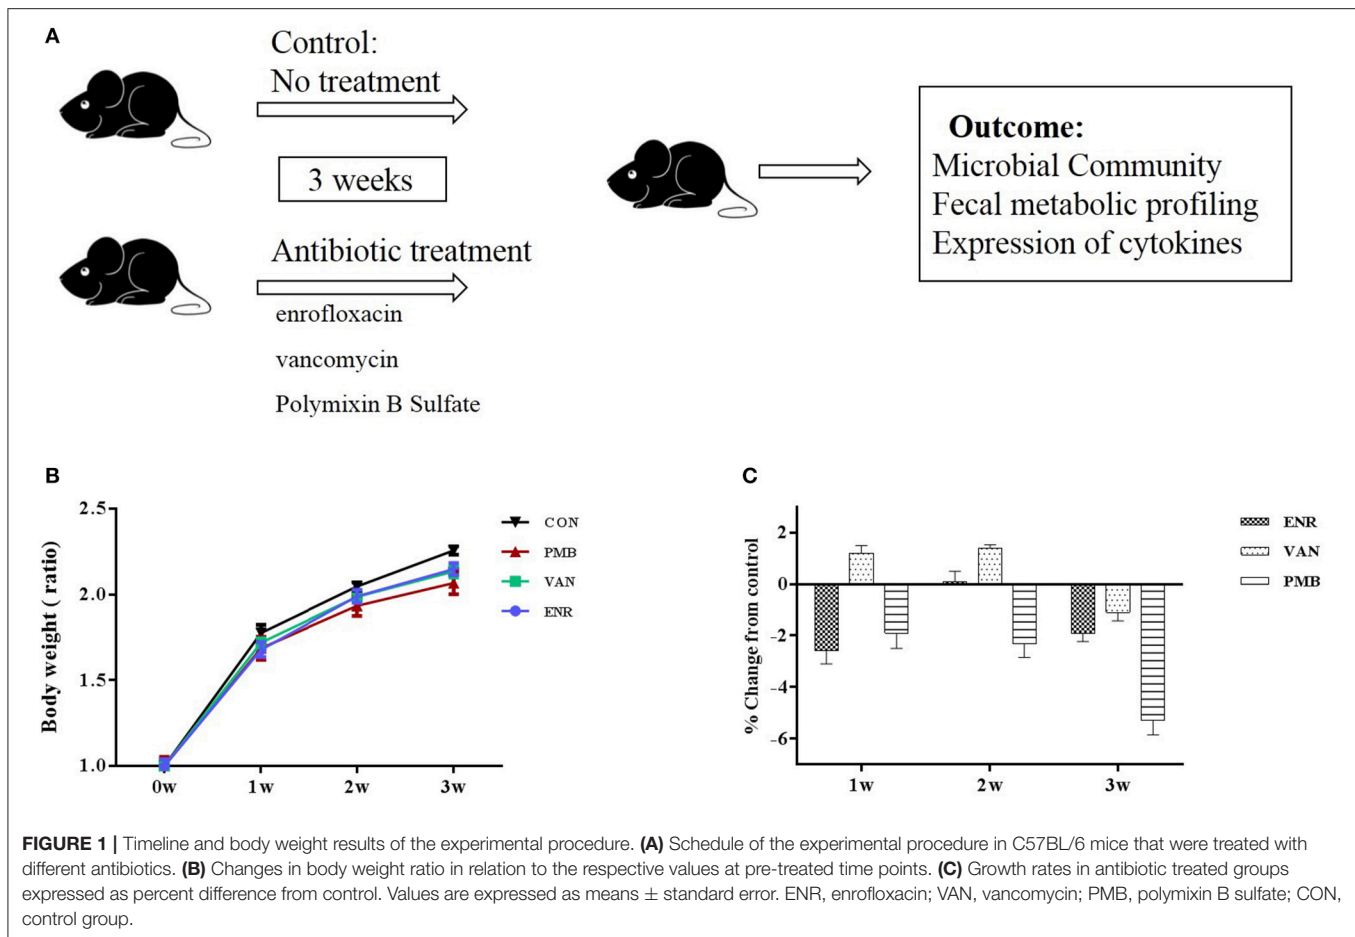 A
Control:
No treatment
3 weeks
Antibiotic treatment
enrofloxacin
vancomycin
Polymixin B Sulfate
Outcome:
Microbial Community
Fecal metabolic profiling
Expression of cytokines
B
Body weight ( ratio)
2.5
2.0
1.5
1.0
0w 1w 2w 3w
CON
PMB
VAN
ENR
C
% Change from control
2
0
-2
-4
-6
1w 2w 3w
ENR
VAN
PMB
FIGURE 1 | Timeline and body weight results of the experimental procedure. (A) Schedule of the experimental procedure in C57BL/6 mice that were treated with
different antibiotics. (B) Changes in body weight ratio in relation to the respective values at pre-treated time points. (C) Growth rates in antibiotic treated groups
expressed as percent difference from control. Values are expressed as means ± standard error. ENR, enrofloxacin; VAN, vancomycin; PMB, polymixin B sulfate; CON,
control group.